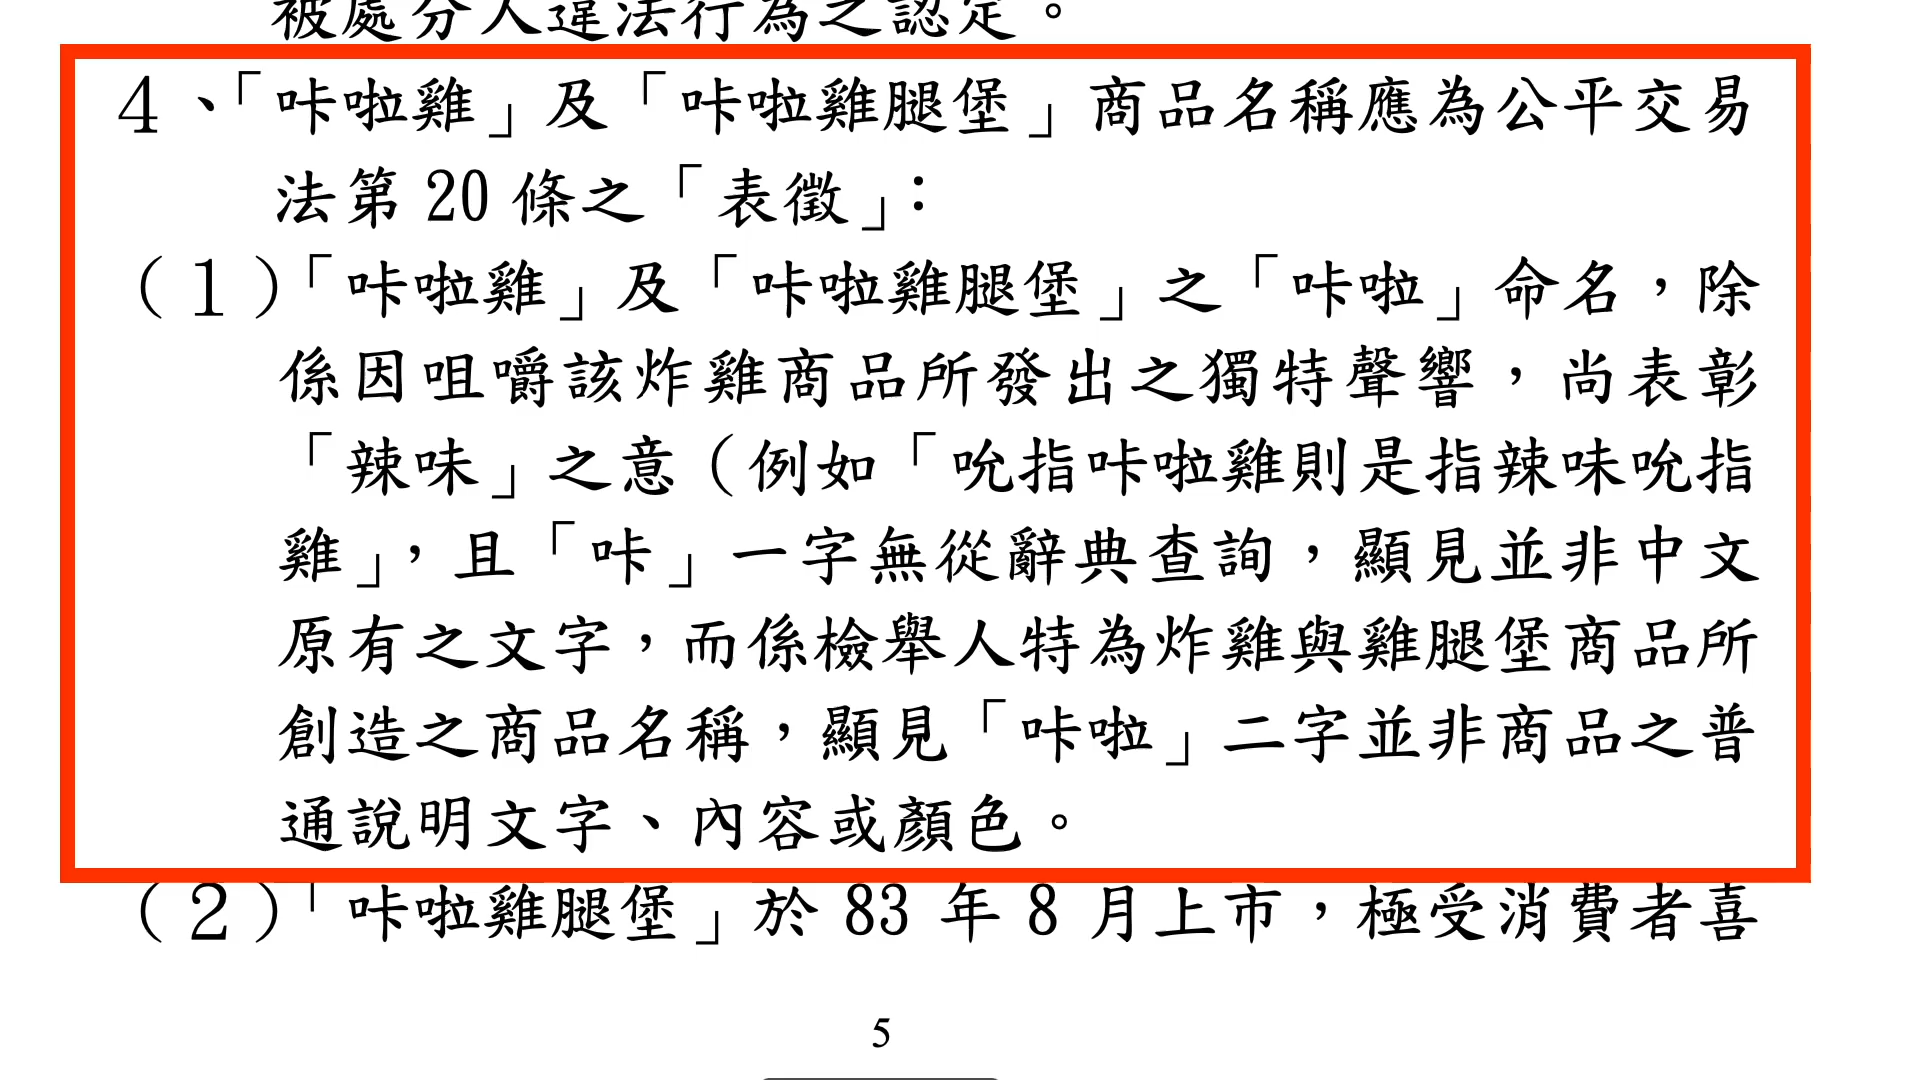 被處分人違法行為之認定。
4、「咔啦雞」及「咔啦雞腿堡」商品名稱應為公平交易
法第 20 條之「表徵」:
(1)「咔啦雞」及「咔啦雞腿堡」之「咔啦」命名，除
係因咀嚼該炸雞商品所發出之獨特聲響，尚表彰
「辣味」之意（例如「吮指咔啦雞則是指辣味吮指
雞」，且「咔」一字無從辭典查詢，顯見並非中文
原有之文字，而係檢舉人特為炸雞與雞腿堡商品所
創造之商品名稱，顯見「咔啦」二字並非商品之普
通說明文字、內容或顏色。
(2)「咔啦雞腿堡」於 83 年 8 月上市，極受消費者喜
5